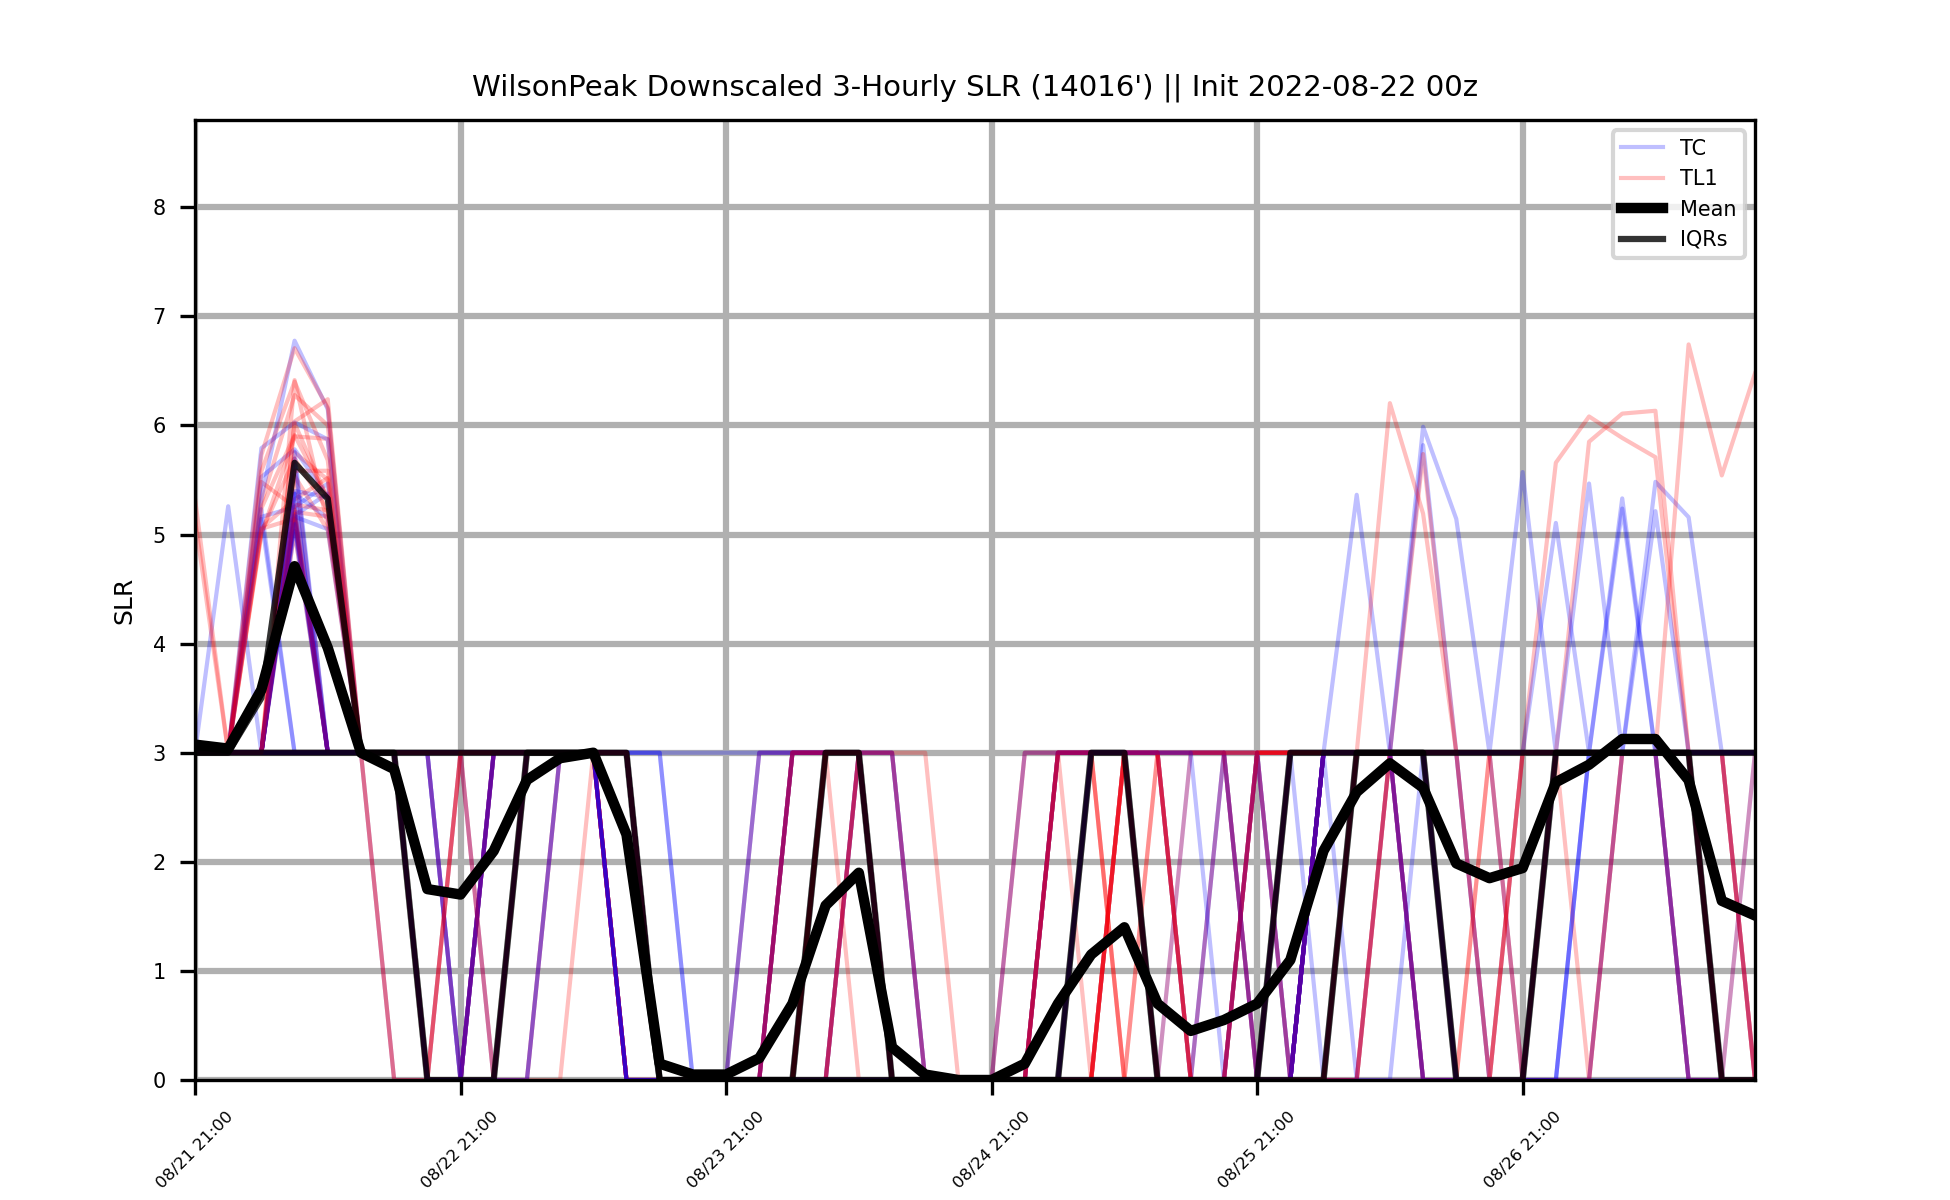 WilsonPeak Downscaled 3-Hourly SLR (14016') || Init 2022-08-22 00z
TC
TL1
Mean
IQRs
SLR
8
7
6
5
4
3
2
1
0
08/21 21:00
08/22 21:00
08/23 21:00
08/24 21:00
08/25 21:00
08/26 21:00